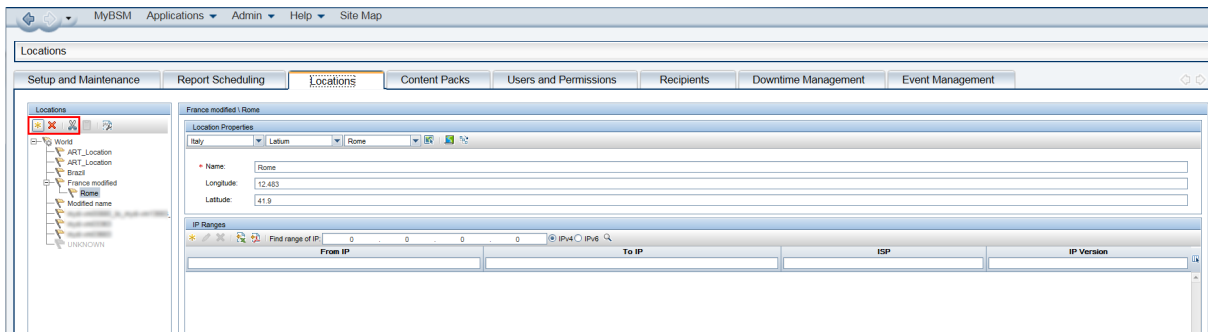 MyBSM Applications Admin Help Site Map
Locations
Setup and Maintenance Report Scheduling Locations Content Packs Users and Permissions Recipients Downtime Management Event Management
Locations
World
ART_Location
ART_Location
Brazil
France modified
Rome
Modified name
UNKNOWN
France modified \ Rome
Location Properties
Italy Latium Rome
* Name: Rome
Longitude: 12.483
Latitude: 41.9
IP Ranges
Find range of IP: 0 . 0 . 0 . 0 IPv4 IPv6
From IP To IP ISP IP Version